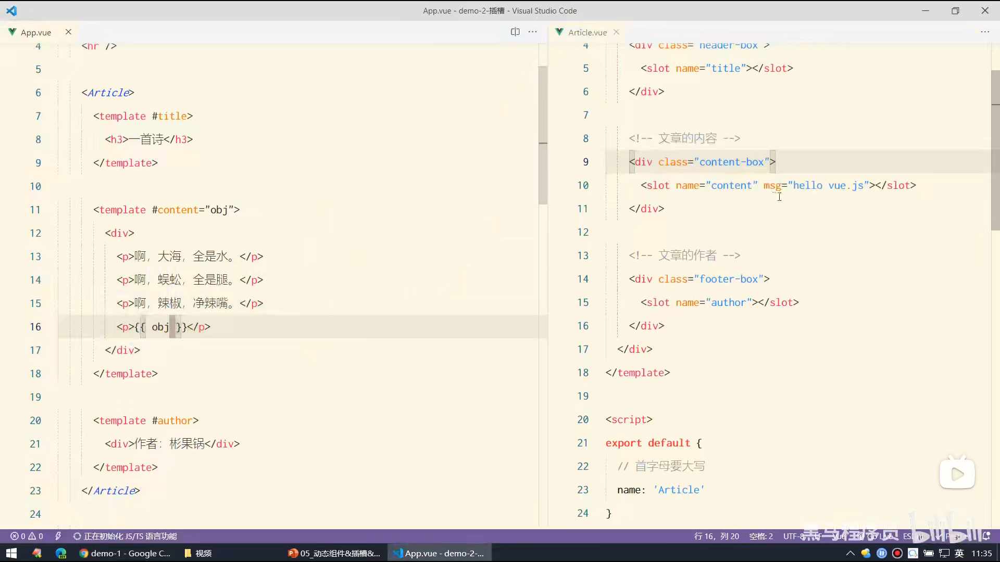 App.vue - demo-2-插槽 - Visual Studio Code
App.vue
4 <hr />
5
6 <Article>
7 <template #title>
8 <h3>一首诗</h3>
9 </template>
10
11 <template #content="obj">
12 <div>
13 <p>啊，大海，全是水。</p>
14 <p>啊，蜈蚣，全是腿。</p>
15 <p>啊，辣椒，净辣嘴。</p>
16 <p>{{ obj }}</p>
17 </div>
18 </template>
19
20 <template #author>
21 <div>作者：彬果锅</div>
22 </template>
23 </Article>
24
Article.vue
4 <div class="header-box">
5 <slot name="title"></slot>
6 </div>
7
8 <!-- 文章的内容 -->
9 <div class="content-box">
10 <slot name="content" msg="hello vue.js"></slot>
11 </div>
12
13 <!-- 文章的作者 -->
14 <div class="footer-box">
15 <slot name="author"></slot>
16 </div>
17 </div>
18 </template>
19
20 <script>
21 export default {
22 // 首字母要大写
23 name: 'Article'
24 }
0 0 正在初始化 JS/TS 语言功能
行 16，列 20 空格: 2 UTF-8 LF Vue Go Live
黑马程序员 bilibili
demo-1 - Google C... 视频 05_动态组件&插槽&... App.vue - demo-2-... 英 11:35